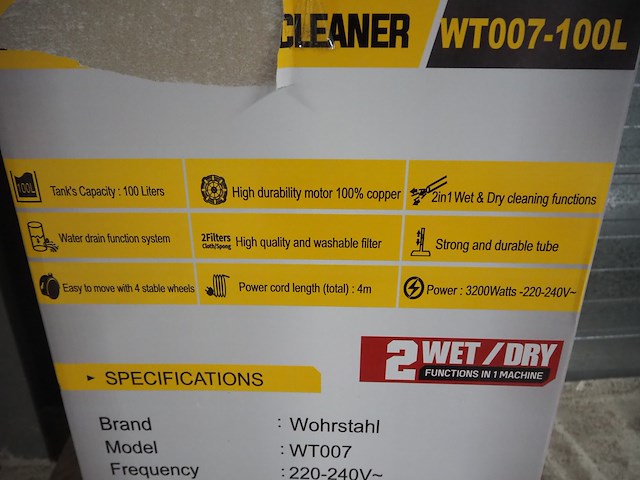 CLEANER WT007-100L
100L Tank's Capacity : 100 Liters
High durability motor 100% copper
2in1 Wet & Dry cleaning functions
Water drain function system
2Filters
Cloth/Spong
High quality and washable filter
Strong and durable tube
Easy to move with 4 stable wheels
Power cord length (total) : 4m
Power : 3200Watts -220-240V~
2 WET/DRY
FUNCTIONS IN 1 MACHINE
SPECIFICATIONS
Brand : Wohrstahl
Model : WT007
Frequency : 220-240V~